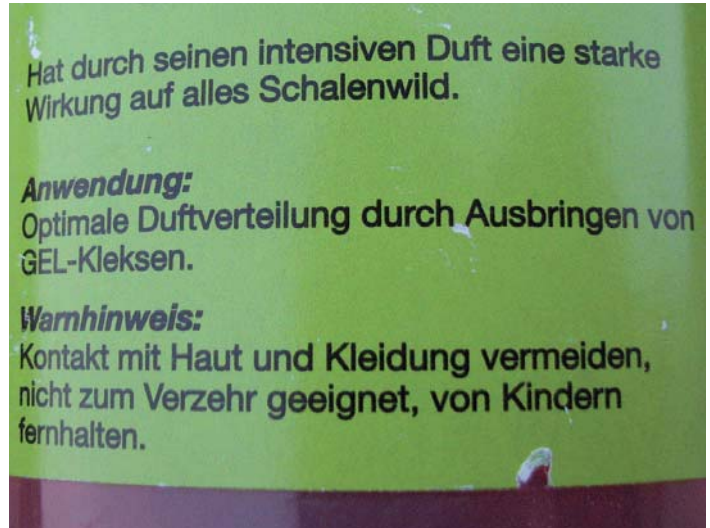 Hat durch seinen intensiven Duft eine starke
Wirkung auf alles Schalenwild.
Anwendung:
Optimale Duftverteilung durch Ausbringen von
GEL-Kleksen.
Warnhinweis:
Kontakt mit Haut und Kleidung vermeiden,
nicht zum Verzehr geeignet, von Kindern
fernhalten.